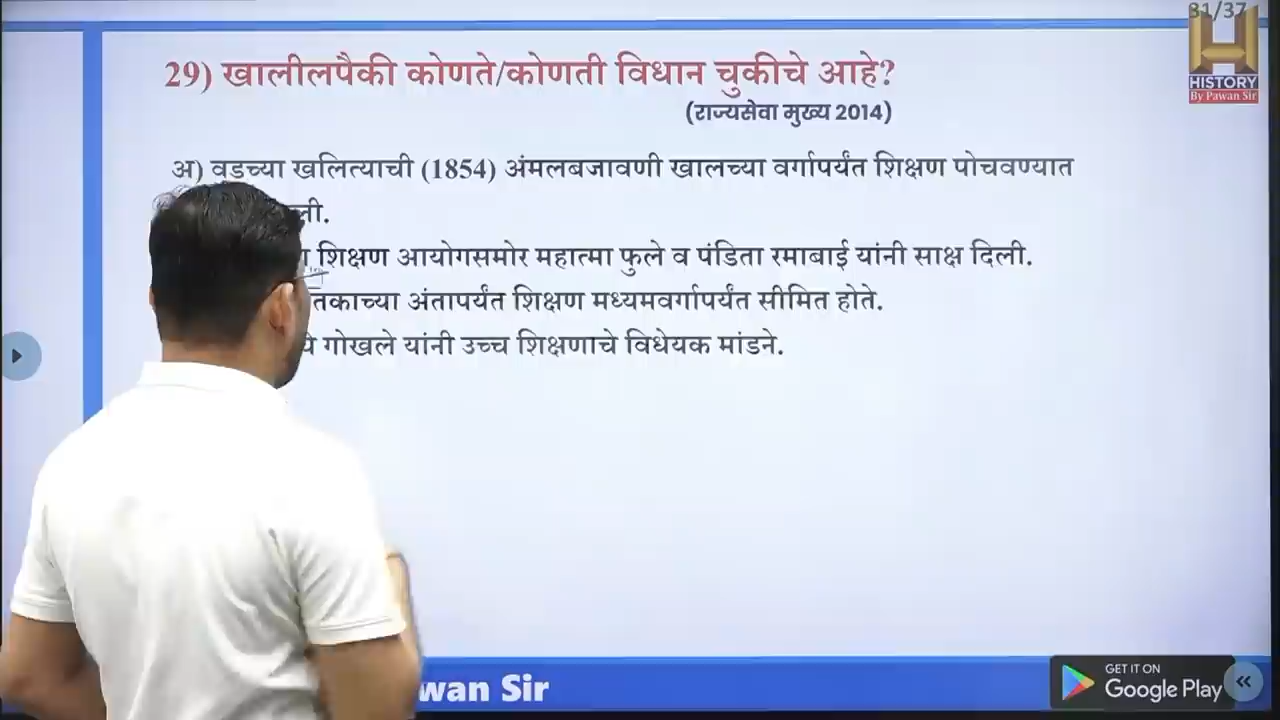 31/37
HISTORY
By Pawan Sir
29) खालीलपैकी कोणते/कोणती विधान चुकीचे आहे?
(राज्यसेवा मुख्य 2014)
अ) वुडच्या खलित्याची (1854) अंमलबजावणी खालच्या वर्गापर्यंत शिक्षण पोचवण्यात
ली.
शिक्षण आयोगसमोर महात्मा फुले व पंडिता रमाबाई यांनी साक्ष दिली.
तकाच्या अंतापर्यंत शिक्षण मध्यमवर्गापर्यंत सीमित होते.
गोखले यांनी उच्च शिक्षणाचे विधेयक मांडने.
wan Sir
GET IT ON
Google Play